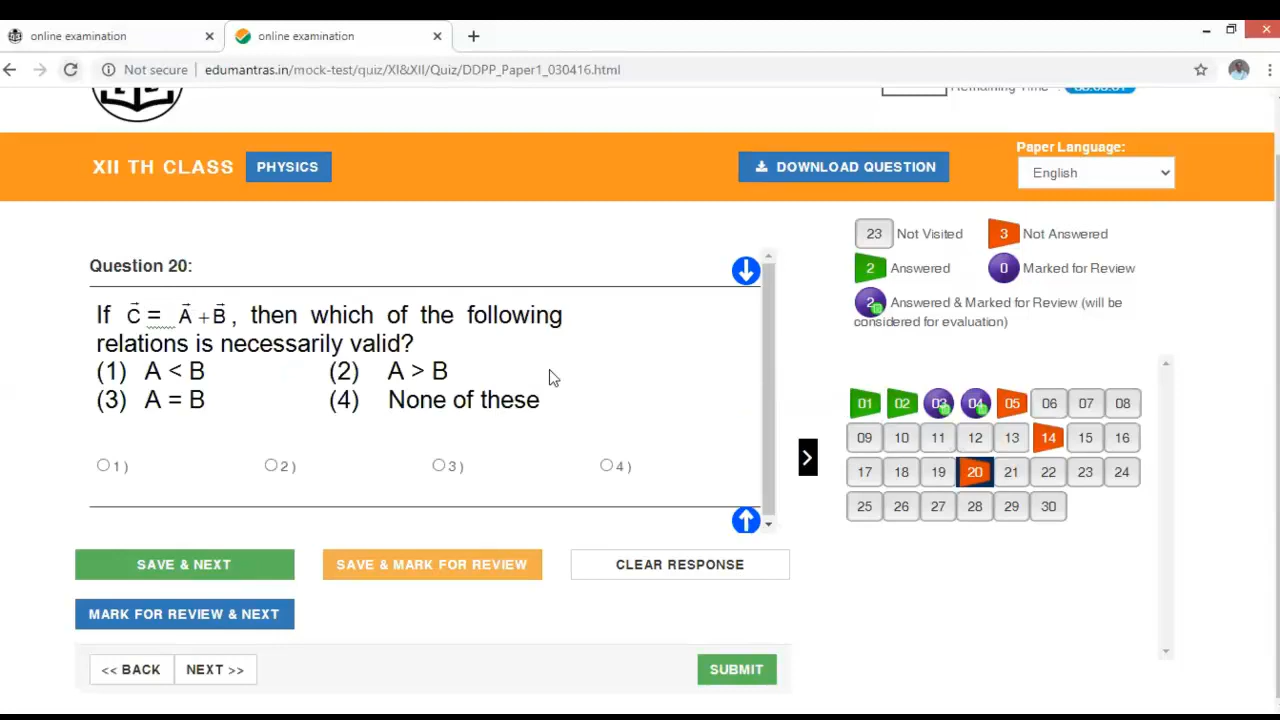 online examination × online examination × +
Not secure | edumantras.in/mock-test/quiz/XI&XII/Quiz/DDPP_Paper1_030416.html
Remaining Time :
XII TH CLASS PHYSICS DOWNLOAD QUESTION Paper Language:
English
23 Not Visited 3 Not Answered
2 Answered 0 Marked for Review
2 Answered & Marked for Review (will be
considered for evaluation)
Question 20:
If C⃗ = A⃗ + B⃗, then which of the following
relations is necessarily valid?
(1) A < B (2) A > B
(3) A = B (4) None of these
1 ) 2 ) 3 ) 4 )
01 02 03 04 05 06 07 08
09 10 11 12 13 14 15 16
17 18 19 20 21 22 23 24
25 26 27 28 29 30
SAVE & NEXT SAVE & MARK FOR REVIEW CLEAR RESPONSE
MARK FOR REVIEW & NEXT
<< BACK NEXT >> SUBMIT